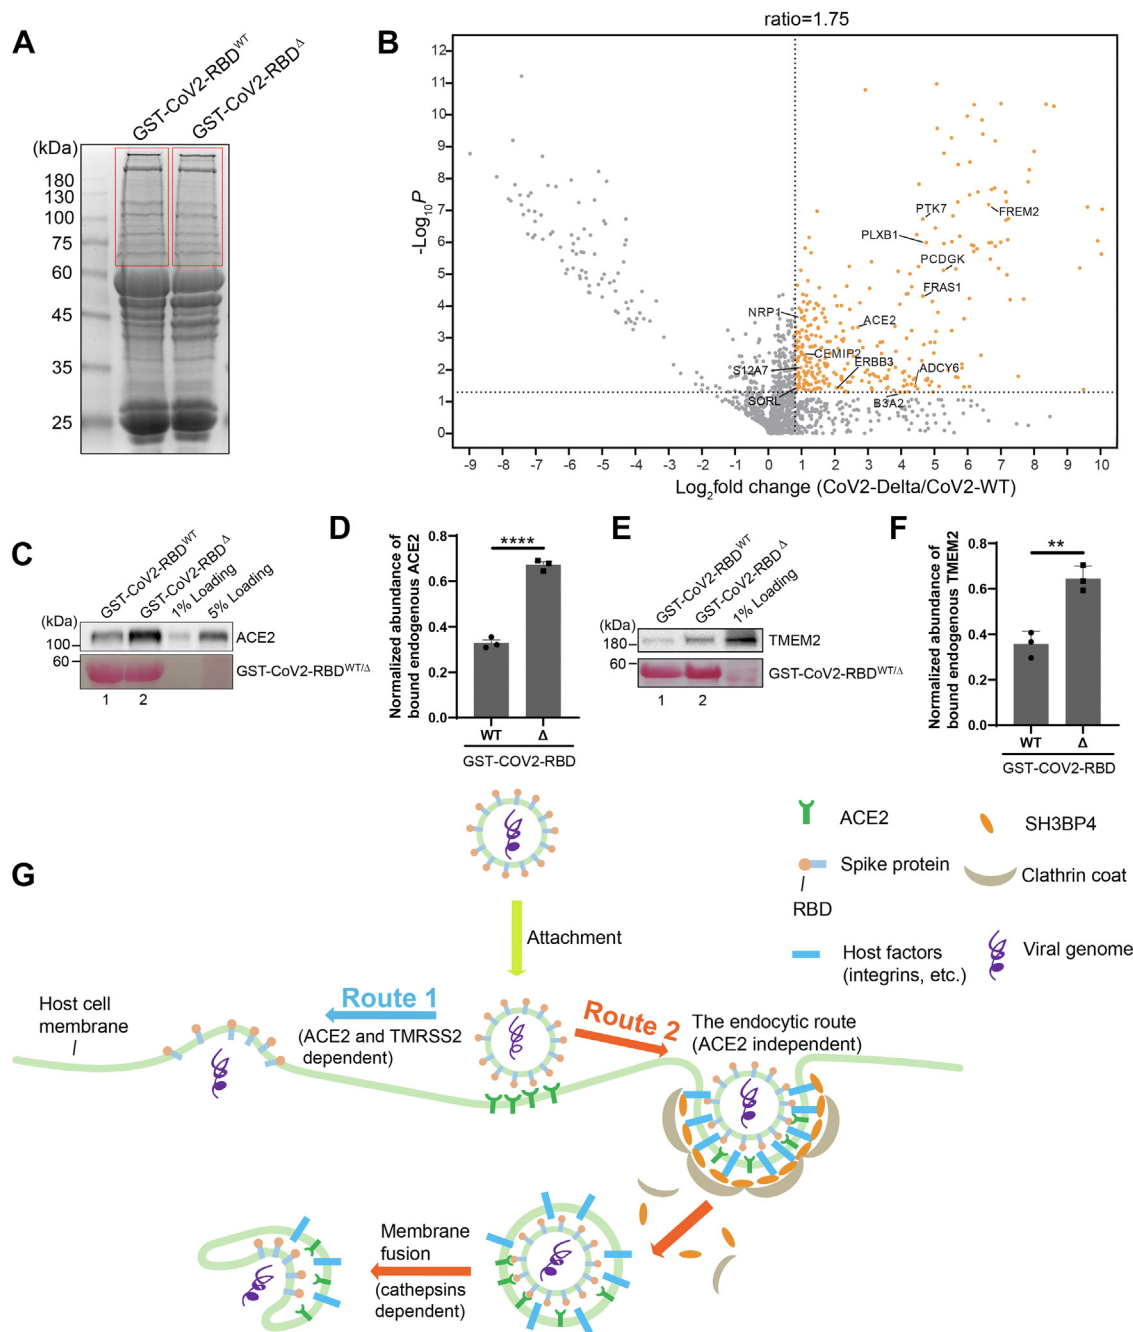 A
GST-CoV2-RBD^WT
GST-CoV2-RBD^Δ
(kDa)
180
130
100
75
60
45
35
25
B
ratio=1.75
-Log₁₀P
12
11
10
9
8
7
6
5
4
3
2
1
0
PTK7
FREM2
PLXB1
PCDGK
FRAS1
NRP1
ACE2
CEMIP2
ERBB3
S12A7
ADCY6
SORL
B3A2
-9 -8 -7 -6 -5 -4 -3 -2 -1 0 1 2 3 4 5 6 7 8 9 10
Log₂fold change (CoV2-Delta/CoV2-WT)
C
GST-CoV2-RBD^WT
GST-CoV2-RBD^Δ
1% Loading
5% Loading
(kDa)
100
ACE2
60
GST-CoV2-RBD^WT/Δ
1 2
D
Normalized abundance of
bound endogenous ACE2
****
0.8
0.6
0.4
0.2
0.0
WT Δ
GST-COV2-RBD
E
GST-CoV2-RBD^WT
GST-CoV2-RBD^Δ
1% Loading
(kDa)
180
TMEM2
60
GST-CoV2-RBD^WT/Δ
1 2
F
Normalized abundance of
bound endogenous TMEM2
**
0.8
0.6
0.4
0.2
0.0
WT Δ
GST-COV2-RBD
G
ACE2
SH3BP4
Spike protein
Clathrin coat
RBD
Host factors
(integrins, etc.)
Viral genome
Attachment
Host cell
membrane
Route 1
(ACE2 and TMRSS2
dependent)
Route 2
The endocytic route
(ACE2 independent)
Membrane
fusion
(cathepsins
dependent)